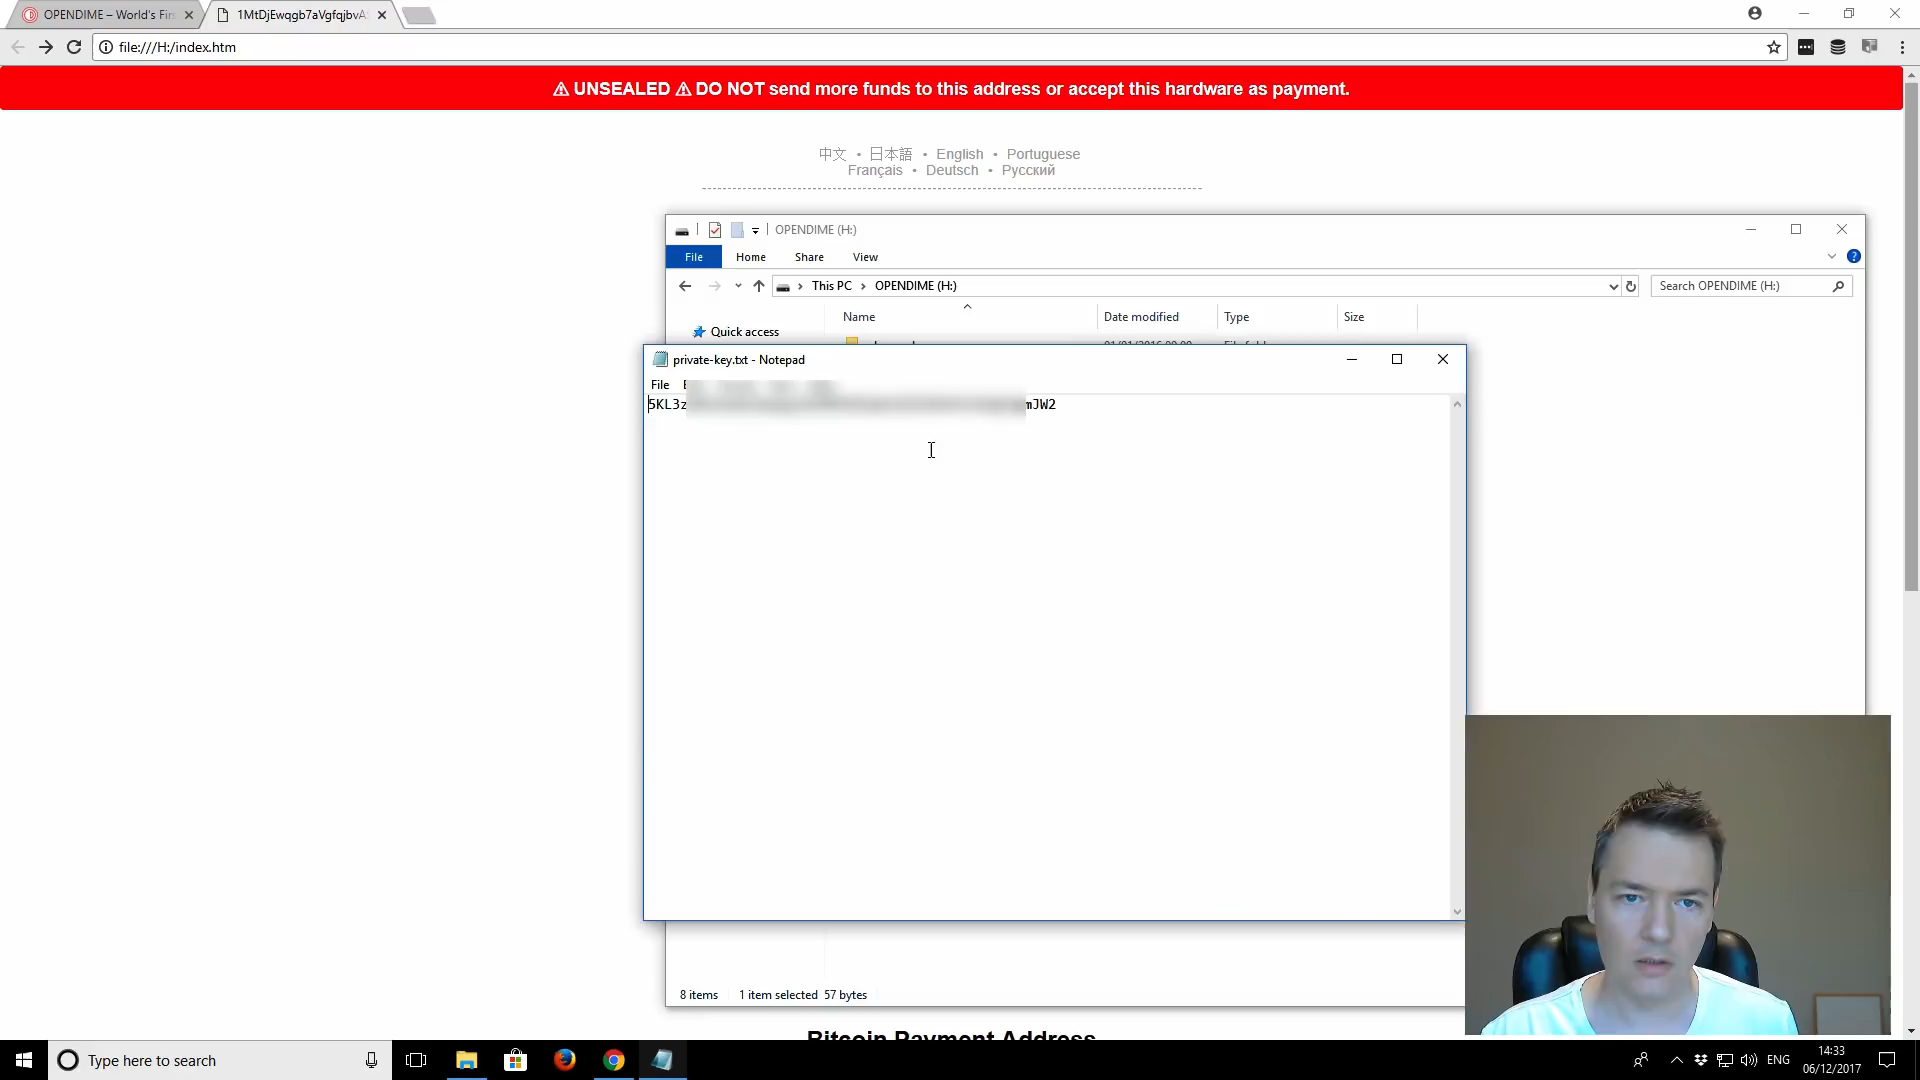 OPENDIME – World's Firs
1MtDjEwqgb7aVgfqjbvA
file:///H:/index.htm
⚠ UNSEALED ⚠ DO NOT send more funds to this address or accept this hardware as payment.
中文 • 日本語 • English • Portuguese
Français • Deutsch • Русский
OPENDIME (H:)
File Home Share View
This PC > OPENDIME (H:)
Search OPENDIME (H:)
Name Date modified Type Size
Quick access
private-key.txt - Notepad
File
5KL3z
mJW2
8 items 1 item selected 57 bytes
Bitcoin Payment Address
Type here to search
ENG
14:33
06/12/2017